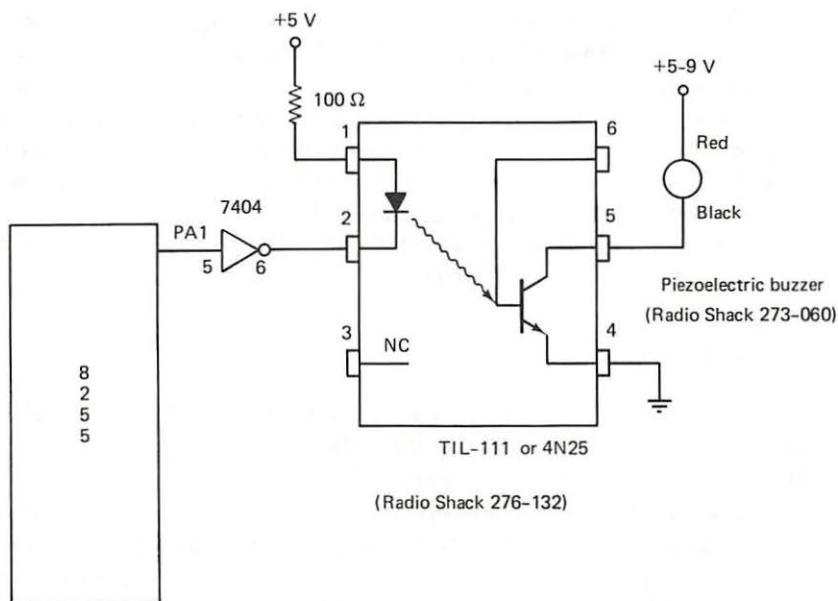 +5 V
+5-9 V
100 Ω
1
6
Red
7404
2
5
Black
PA1
5
6
Piezoelectric buzzer
(Radio Shack 273-060)
3
NC
4
8
2
5
5
TIL-111 or 4N25
(Radio Shack 276-132)